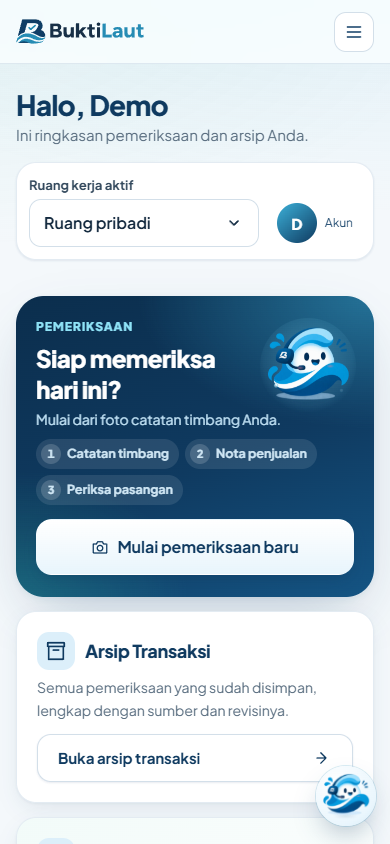 BuktiLaut
Halo, Demo
Ini ringkasan pemeriksaan dan arsip Anda.
Ruang kerja aktif
Ruang pribadi
D
Akun
PEMERIKSAAN
Siap memeriksa
hari ini?
Mulai dari foto catatan timbang Anda.
1 Catatan timbang
2 Nota penjualan
3 Periksa pasangan
Mulai pemeriksaan baru
Arsip Transaksi
Semua pemeriksaan yang sudah disimpan,
lengkap dengan sumber dan revisinya.
Buka arsip transaksi